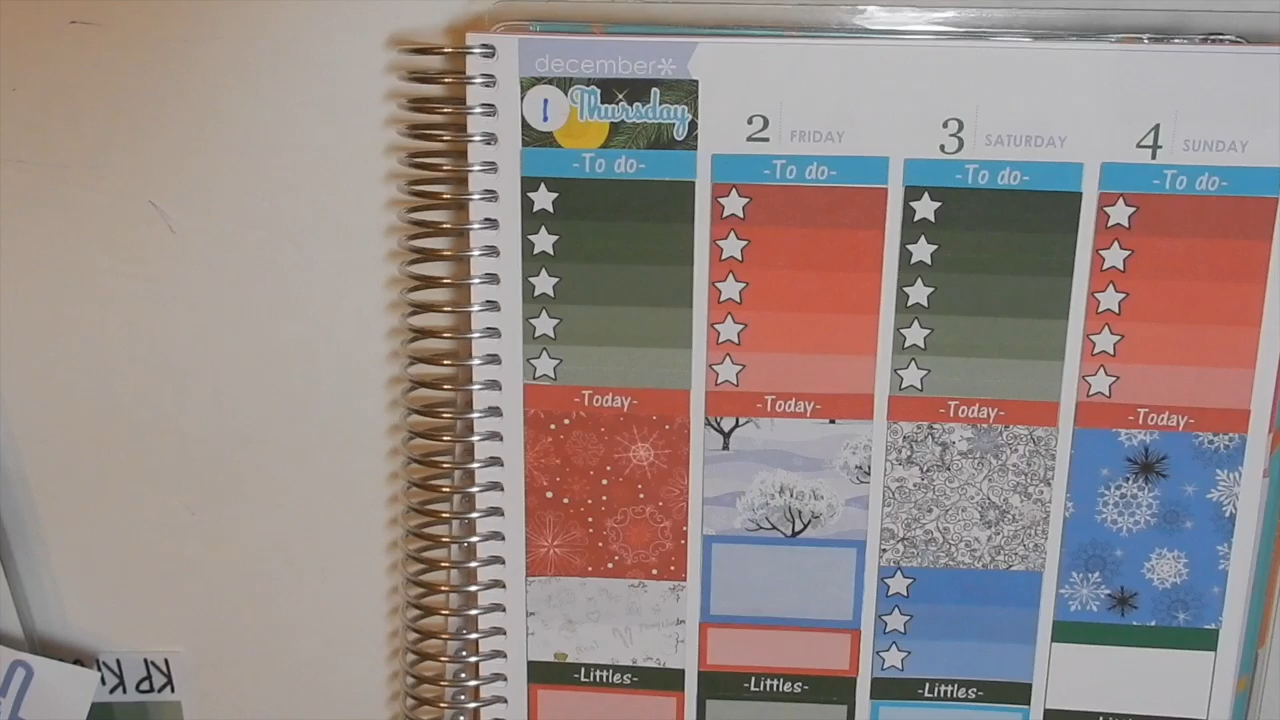 december*
1 Thursday
2 FRIDAY
3 SATURDAY
4 SUNDAY
-To do-
-To do-
-To do-
-To do-
-Today-
-Today-
-Today-
-Today-
-Littles-
-Littles-
-Littles-
KP